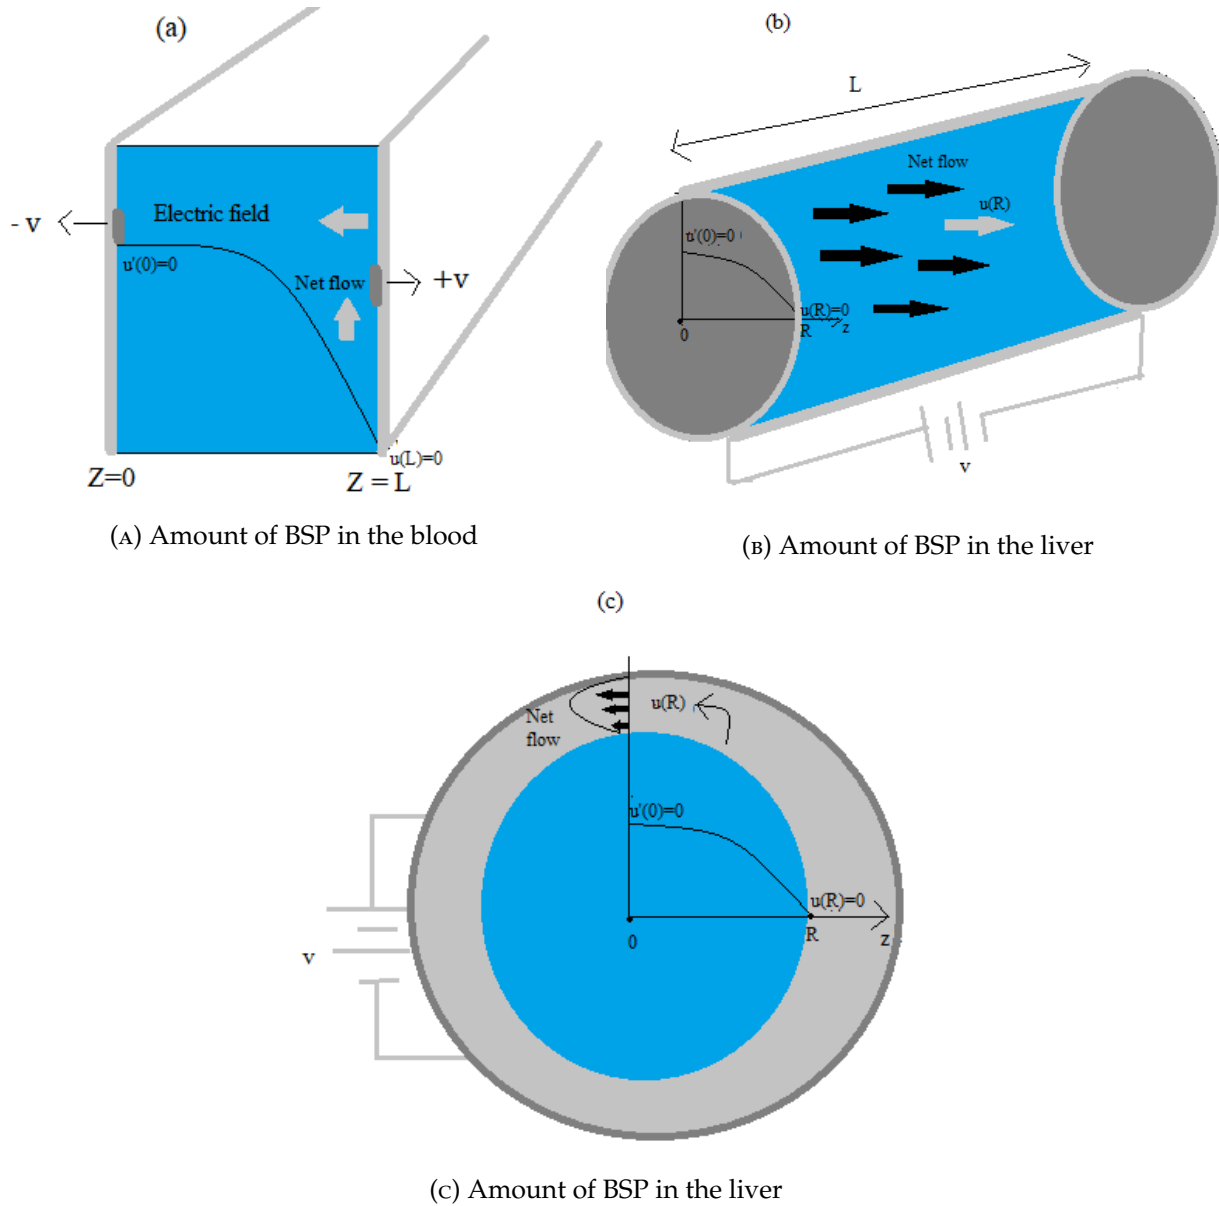 (a)
Electric field
- v
u'(0)=0
Net flow
+v
u(L)=0
Z=0
Z = L
(A) Amount of BSP in the blood
(b)
L
Net flow
u(R)
u'(0)=0
u(R)=0
0
R
z
v
(B) Amount of BSP in the liver
(c)
u(R)
Net
flow
u'(0)=0
u(R)=0
0
R
z
v
(C) Amount of BSP in the liver